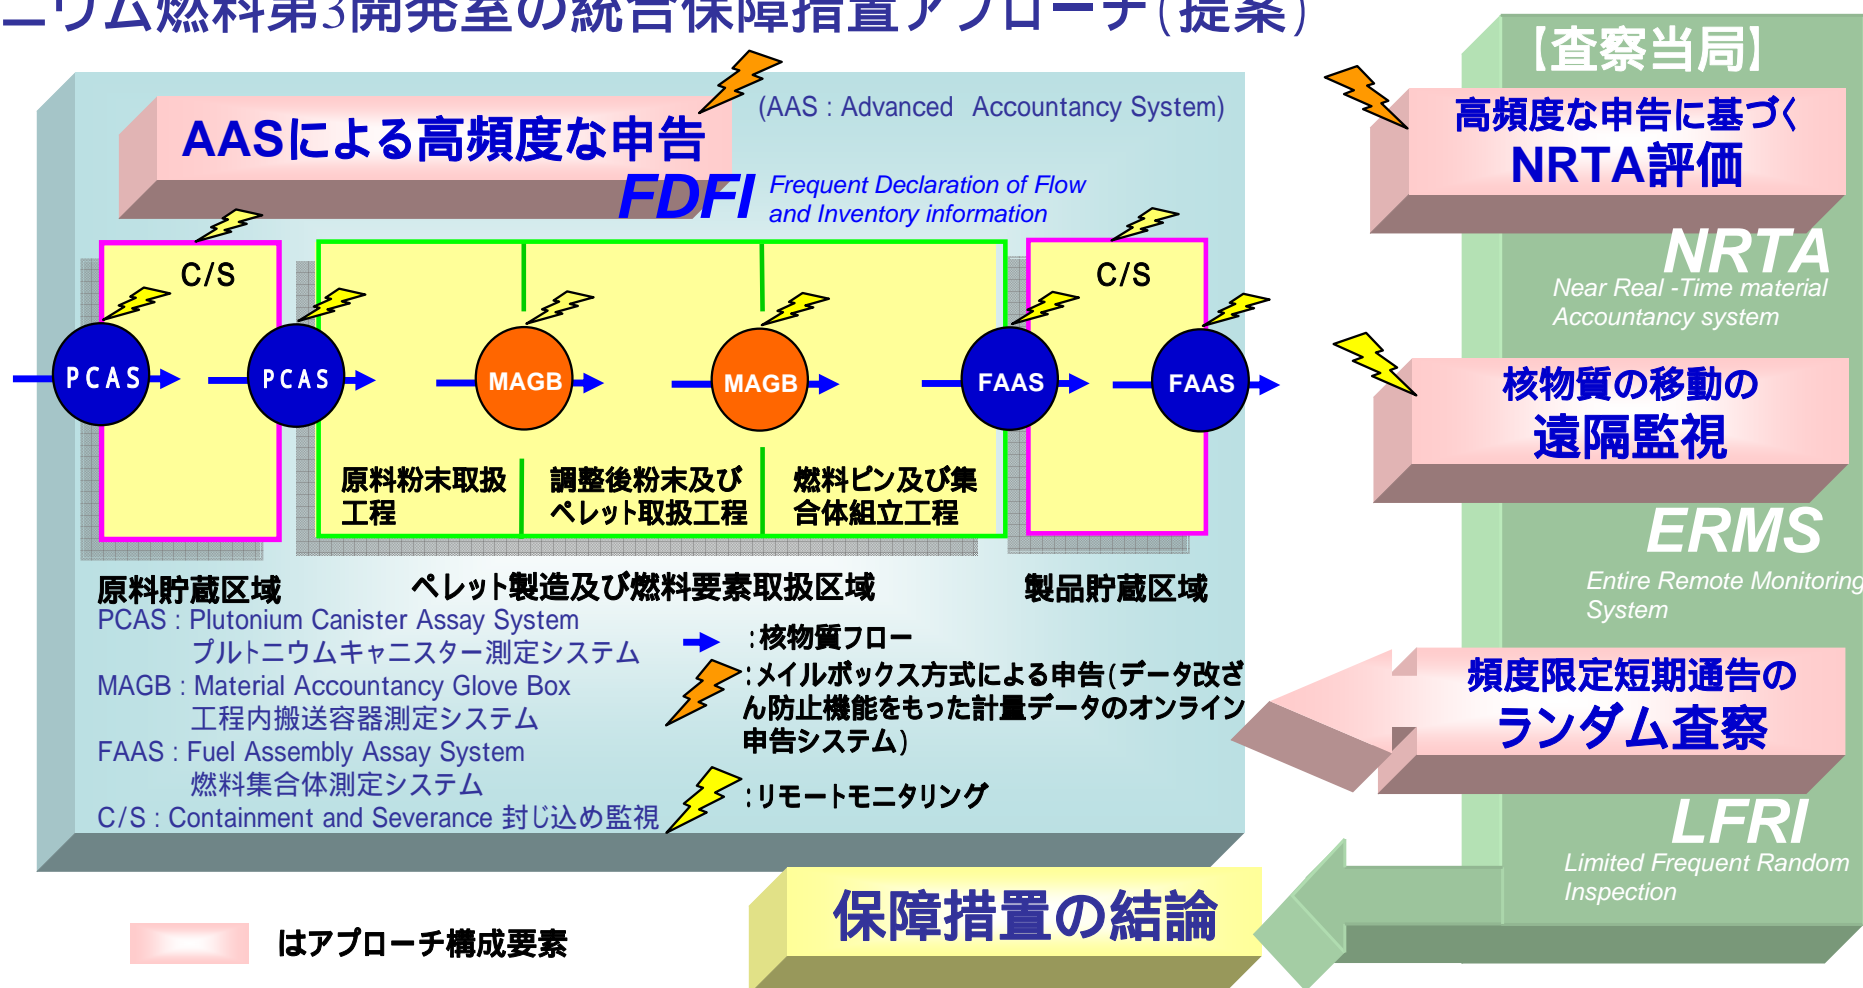 ニウム燃料第3開発室の統合保障措置アプローチ(提案)
AASによる高頻度な申告
(AAS : Advanced Accountancy System)
FDFI
Frequent Declaration of Flow
and Inventory information
C/S
C/S
PCAS
PCAS
MAGB
MAGB
FAAS
FAAS
原料粉末取扱
工程
調整後粉末及び
ペレット取扱工程
燃料ピン及び集
合体組立工程
原料貯蔵区域
ペレット製造及び燃料要素取扱区域
製品貯蔵区域
PCAS : Plutonium Canister Assay System
プルトニウムキャニスター測定システム
MAGB : Material Accountancy Glove Box
工程内搬送容器測定システム
FAAS : Fuel Assembly Assay System
燃料集合体測定システム
C/S : Containment and Severance 封じ込め監視
:核物質フロー
:メイルボックス方式による申告(データ改ざ
ん防止機能をもった計量データのオンライン
申告システム)
:リモートモニタリング
はアプローチ構成要素
保障措置の結論
【査察当局】
高頻度な申告に基づく
NRTA評価
NRTA
Near Real -Time material
Accountancy system
核物質の移動の
遠隔監視
ERMS
Entire Remote Monitoring
System
頻度限定短期通告の
ランダム査察
LFRI
Limited Frequent Random
Inspection